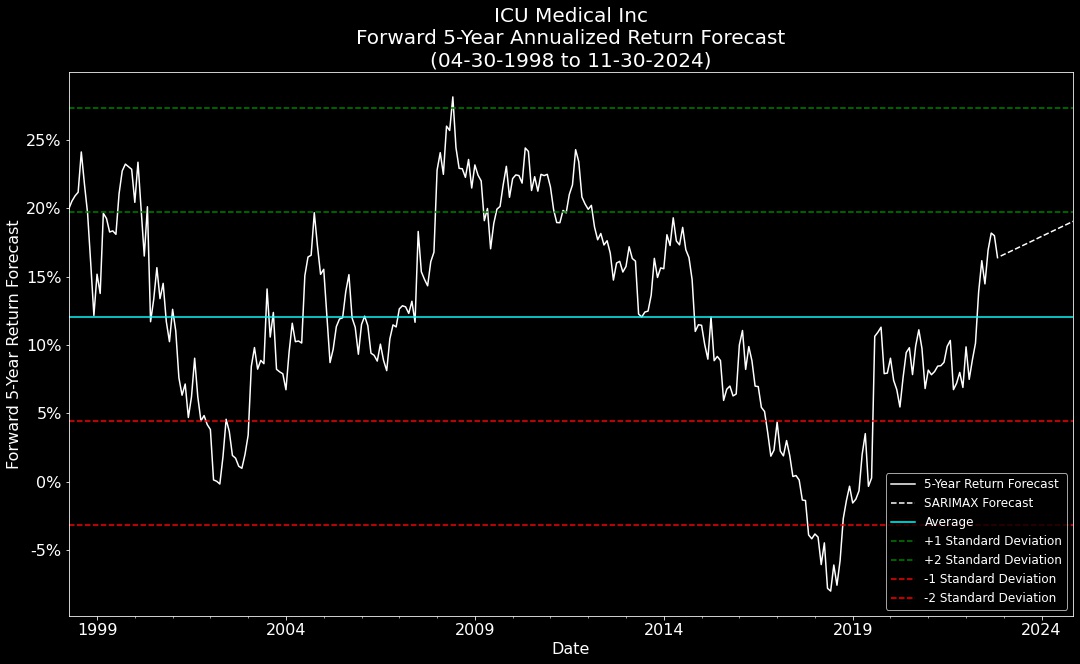 ICU Medical Inc
Forward 5-Year Annualized Return Forecast
(04-30-1998 to 11-30-2024)
Forward 5-Year Return Forecast
25%
20%
15%
10%
5%
0%
-5%
5-Year Return Forecast
SARIMAX Forecast
Average
+1 Standard Deviation
+2 Standard Deviation
-1 Standard Deviation
-2 Standard Deviation
1999
2004
2009
2014
2019
2024
Date